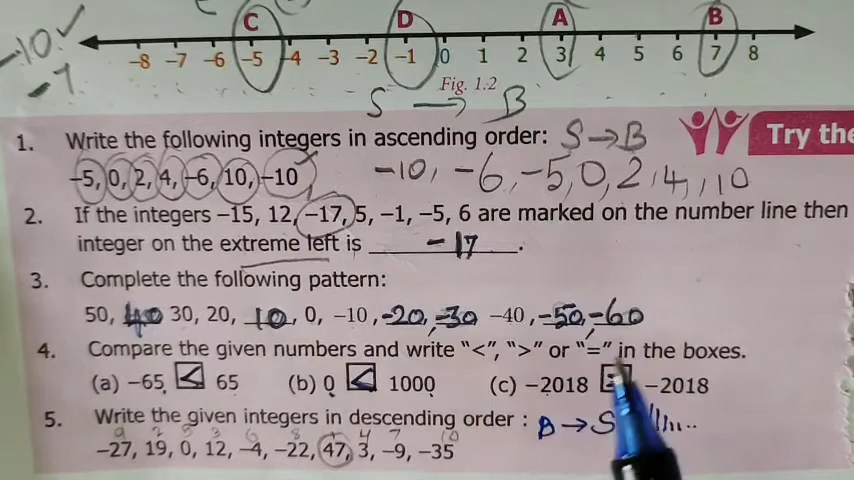 C D A B
-10 ✓
-8 -7 -6 -5 -4 -3 -2 -1 0 1 2 3 4 5 6 7 8
-7
Fig. 1.2
S → B
1. Write the following integers in ascending order: S → B
Try the
-5, 0, 2, 4, -6, 10, -10 -10, -6, -5, 0, 2, 4, 10
2. If the integers -15, 12, -17, 5, -1, -5, 6 are marked on the number line then
integer on the extreme left is -17.
3. Complete the following pattern:
50, 40 30, 20, 10, 0, -10, -20, -30 -40, -50, -60
4. Compare the given numbers and write "<", ">" or "=" in the boxes.
(a) -65 < 65 (b) 0 < 1000 (c) -2018 = -2018
5. Write the given integers in descending order : B → S
-27, 19, 0, 12, -4, -22, 47, 3, -9, -35